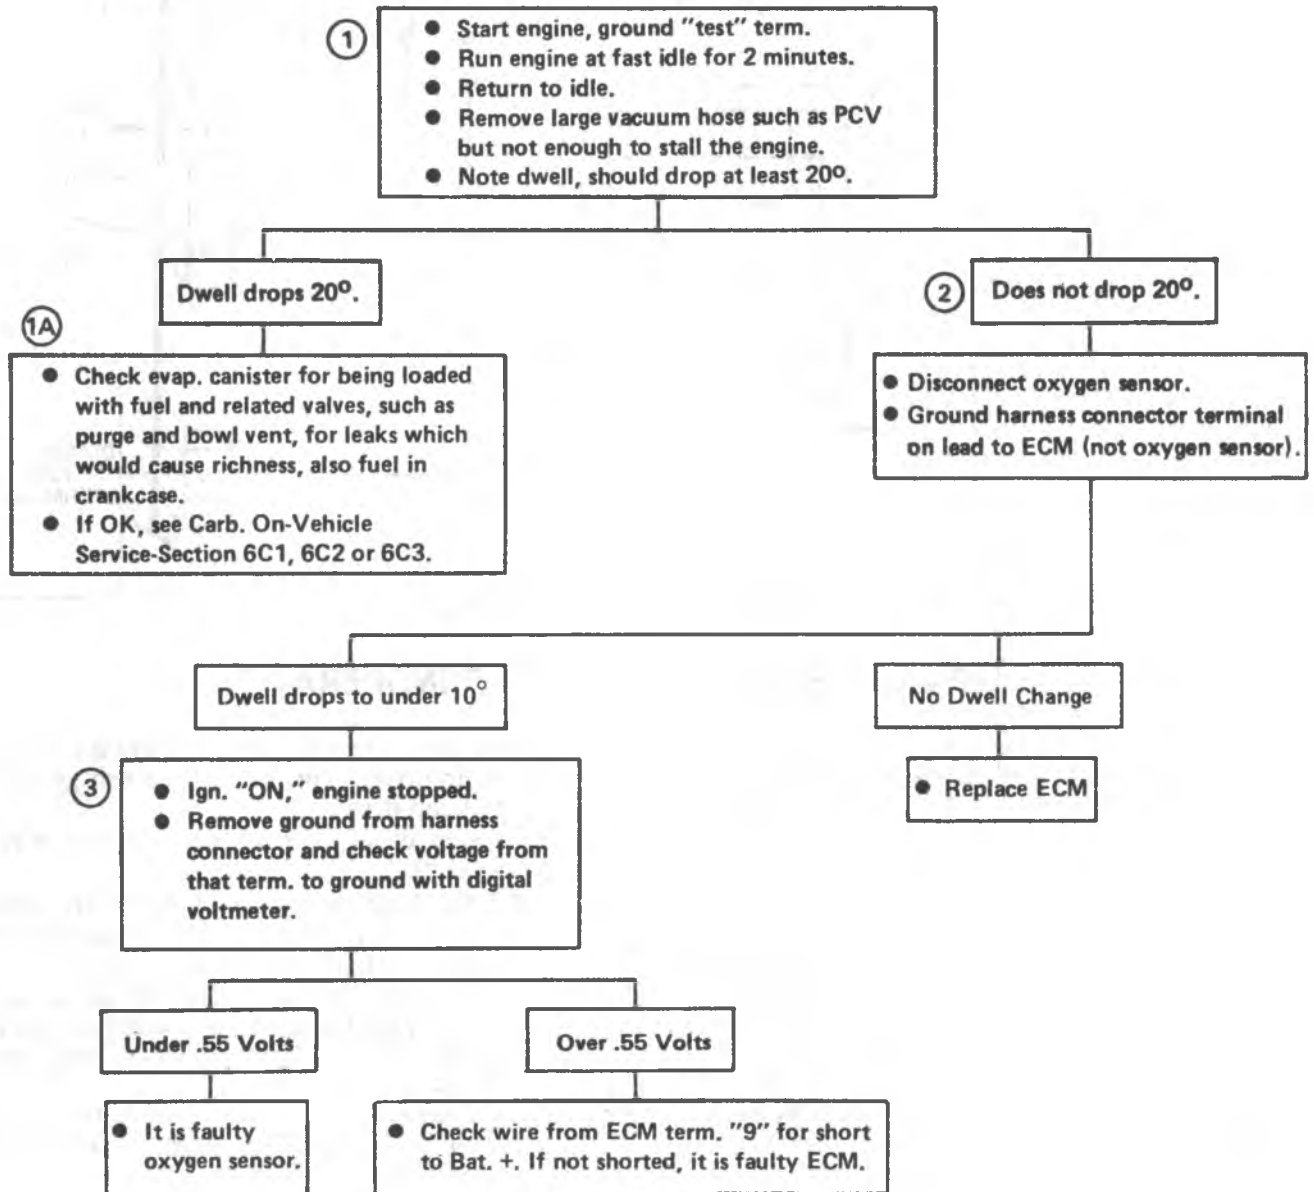 1
● Start engine, ground "test" term.
● Run engine at fast idle for 2 minutes.
● Return to idle.
● Remove large vacuum hose such as PCV
but not enough to stall the engine.
● Note dwell, should drop at least 20º.
Dwell drops 20º.
1A
● Check evap. canister for being loaded
with fuel and related valves, such as
purge and bowl vent, for leaks which
would cause richness, also fuel in
crankcase.
● If OK, see Carb. On-Vehicle
Service-Section 6C1, 6C2 or 6C3.
2
Does not drop 20º.
● Disconnect oxygen sensor.
● Ground harness connector terminal
on lead to ECM (not oxygen sensor).
Dwell drops to under 10°
3
● Ign. "ON," engine stopped.
● Remove ground from harness
connector and check voltage from
that term. to ground with digital
voltmeter.
No Dwell Change
● Replace ECM
Under .55 Volts
● It is faulty
oxygen sensor.
Over .55 Volts
● Check wire from ECM term. "9" for short
to Bat. +. If not shorted, it is faulty ECM.